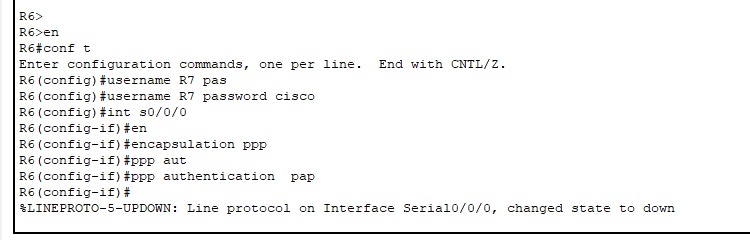 R6>
R6>en
R6#conf t
Enter configuration commands, one per line.  End with CNTL/Z.
R6(config)#username R7 pas
R6(config)#username R7 password cisco
R6(config)#int s0/0/0
R6(config-if)#en
R6(config-if)#encapsulation ppp
R6(config-if)#ppp aut
R6(config-if)#ppp authentication  pap
R6(config-if)#
%LINEPROTO-5-UPDOWN: Line protocol on Interface Serial0/0/0, changed state to down